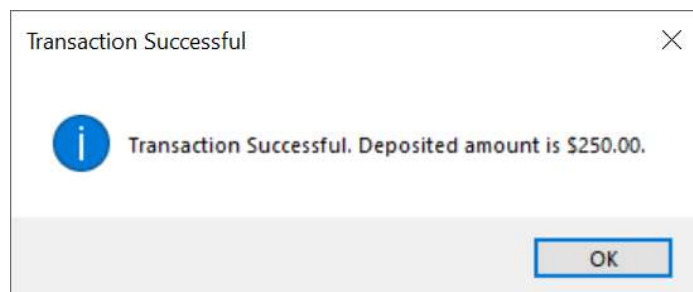 Transaction Successful
Transaction Successful. Deposited amount is $250.00.
OK